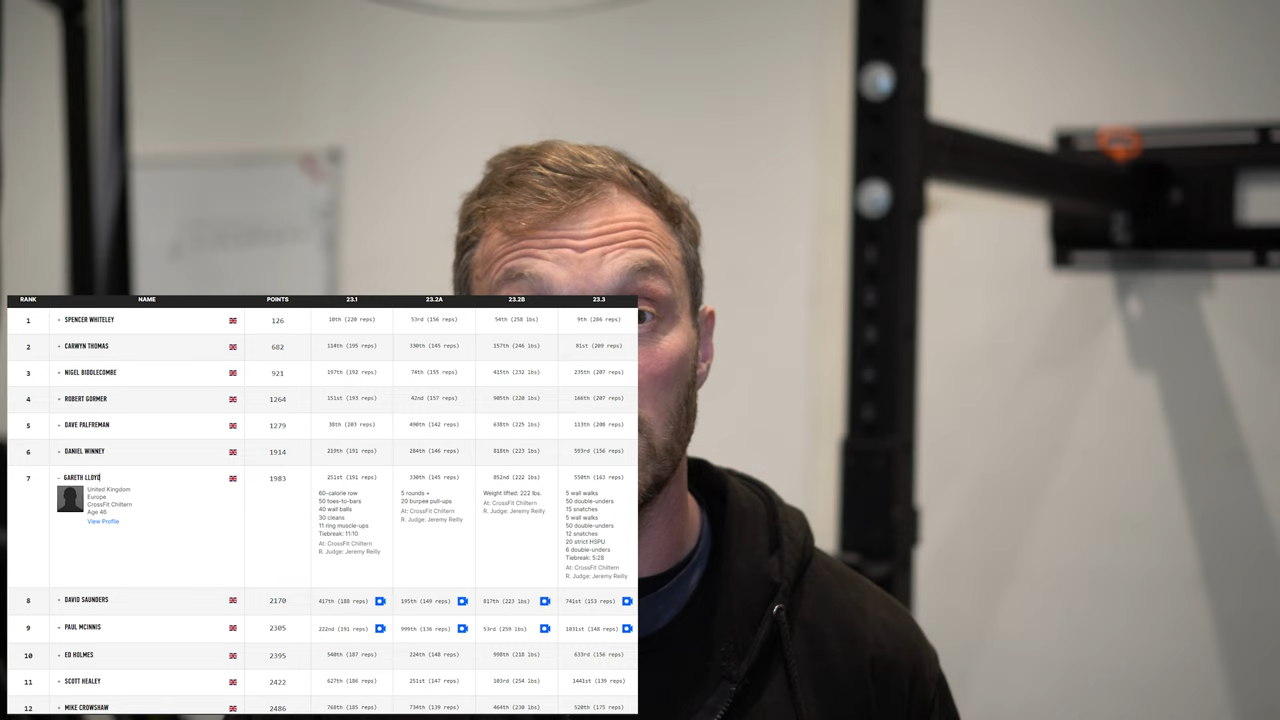 RANK NAME POINTS 23.1 23.2A 23.2B 23.3
1 + SPENCER WHITELEY 126 10th (220 reps) 53rd (156 reps) 54th (258 lbs) 9th (286 reps)
2 + CARWYN THOMAS 682 114th (195 reps) 330th (145 reps) 157th (246 lbs) 81st (209 reps)
3 + NIGEL BIDDLECOMBE 921 197th (192 reps) 74th (155 reps) 415th (232 lbs) 235th (207 reps)
4 + ROBERT GORMER 1264 151st (193 reps) 42nd (157 reps) 905th (220 lbs) 166th (207 reps)
5 + DAVE PALFREMAN 1279 38th (203 reps) 490th (142 reps) 638th (225 lbs) 113th (208 reps)
6 + DANIEL WINNEY 1914 219th (191 reps) 284th (146 reps) 818th (223 lbs) 593rd (156 reps)
7 - GARETH LLOYD 1983 251st (191 reps) 330th (145 reps) 852nd (222 lbs) 550th (163 reps)
United Kingdom
Europe
CrossFit Chiltern
Age 46
View Profile
60-calorie row
50 toes-to-bars
40 wall balls
30 cleans
11 ring muscle-ups
Tiebreak: 11:10
At: CrossFit Chiltern
R. Judge: Jeremy Reilly
5 rounds +
20 burpee pull-ups
At: CrossFit Chiltern
R. Judge: Jeremy Reilly
Weight lifted: 222 lbs.
At: CrossFit Chiltern
R. Judge: Jeremy Reilly
5 wall walks
50 double-unders
15 snatches
5 wall walks
50 double-unders
12 snatches
20 strict HSPU
6 double-unders
Tiebreak: 5:28
At: CrossFit Chiltern
R. Judge: Jeremy Reilly
8 + DAVID SAUNDERS 2170 417th (188 reps) 195th (149 reps) 817th (223 lbs) 741st (153 reps)
9 + PAUL MCINNIS 2305 222nd (191 reps) 999th (136 reps) 53rd (259 lbs) 1031st (148 reps)
10 + ED HOLMES 2395 540th (187 reps) 224th (148 reps) 998th (218 lbs) 633rd (156 reps)
11 + SCOTT HEALEY 2422 627th (186 reps) 251st (147 reps) 103rd (254 lbs) 1441st (139 reps)
12 + MIKE CROWSHAW 2486 768th (185 reps) 734th (139 reps) 464th (230 lbs) 520th (175 reps)